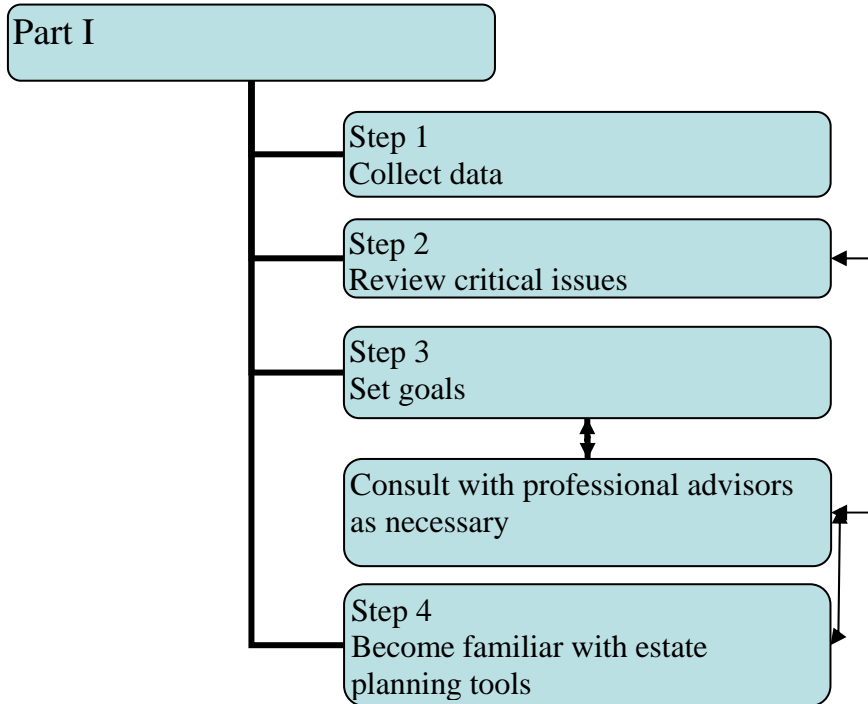 Part I
Step 1
Collect data
Step 2
Review critical issues
Step 3
Set goals
Consult with professional advisors
as necessary
Step 4
Become familiar with estate
planning tools